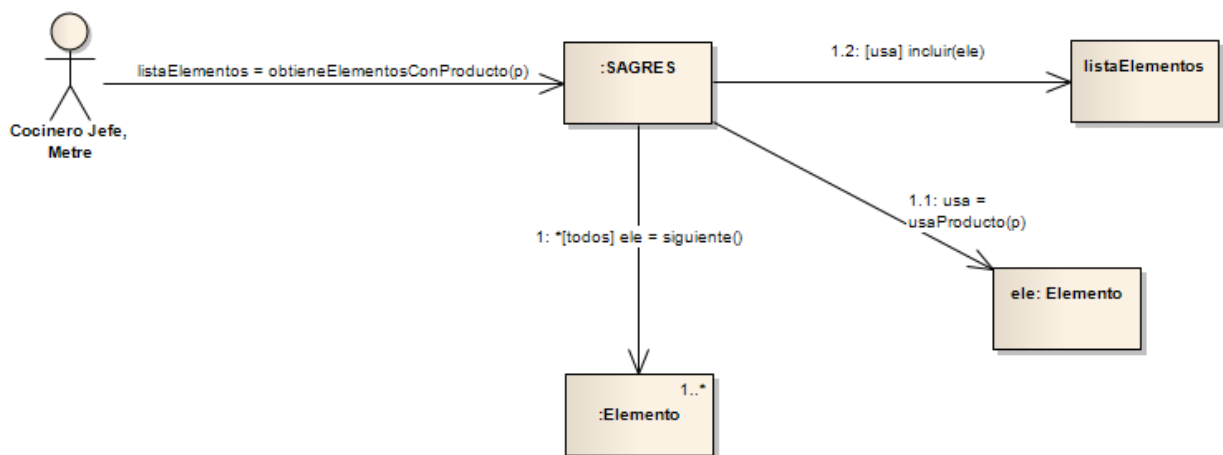 listaElementos = obtieneElementosConProducto(p)
:SAGRES
1.2: [usa] incluir(ele)
listaElementos
Cocinero Jefe,
Metre
1.1: usa =
usaProducto(p)
1: *[todos] ele = siguiente()
ele: Elemento
1..*
:Elemento